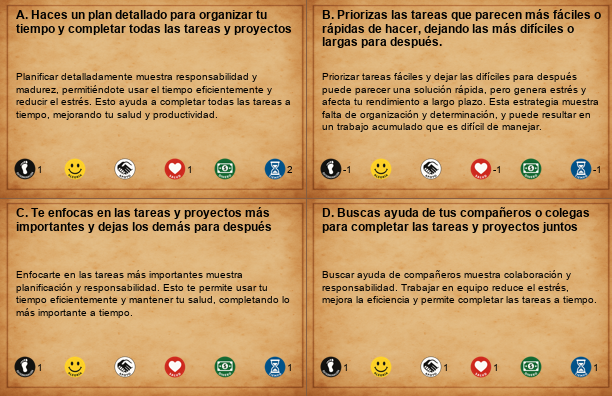 A. Haces un plan detallado para organizar tu
tiempo y completar todas las tareas y proyectos
Planificar detalladamente muestra responsabilidad y
madurez, permitiéndote usar el tiempo eficientemente y
reducir el estrés. Esto ayuda a completar todas las tareas a
tiempo, mejorando tu salud y productividad.
1 1 2
B. Priorizas las tareas que parecen más fáciles o
rápidas de hacer, dejando las más difíciles o
largas para después.
Priorizar tareas fáciles y dejar las difíciles para después
puede parecer una solución rápida, pero genera estrés y
afecta tu rendimiento a largo plazo. Esta estrategia muestra
falta de organización y determinación, y puede resultar en
un trabajo acumulado que es difícil de manejar.
-1 -1 -1
C. Te enfocas en las tareas y proyectos más
importantes y dejas los demás para después
Enfocarte en las tareas más importantes muestra
planificación y responsabilidad. Esto te permite usar tu
tiempo eficientemente y mantener tu salud, completando lo
más importante a tiempo.
1 1
D. Buscas ayuda de tus compañeros o colegas
para completar las tareas y proyectos juntos
Buscar ayuda de compañeros muestra colaboración y
responsabilidad. Trabajar en equipo reduce el estrés,
mejora la eficiencia y permite completar las tareas a tiempo.
1 1 1 1